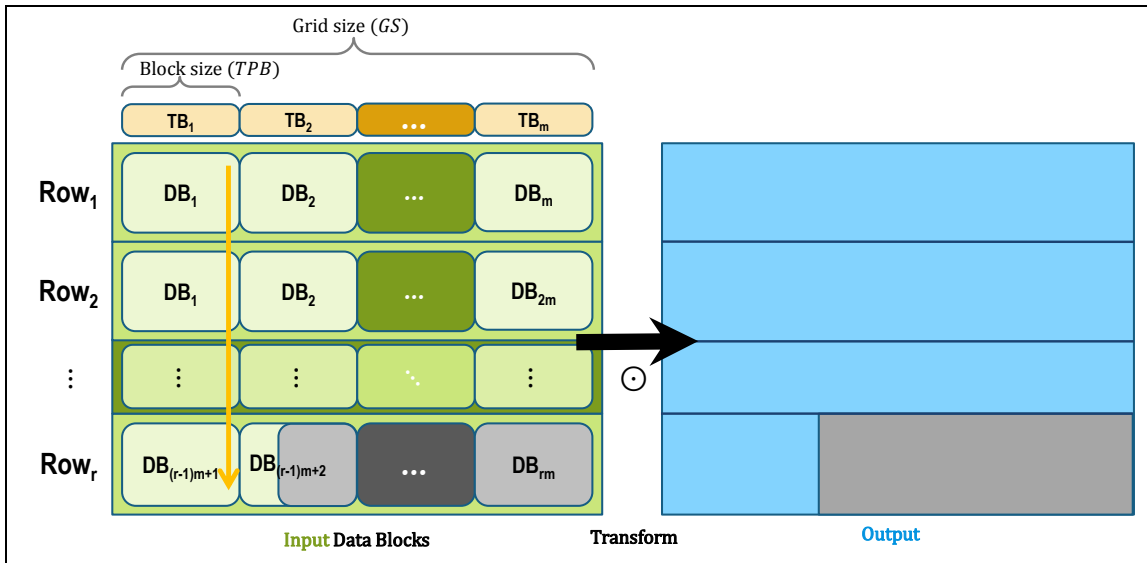 Grid size (GS)
Block size (TPB)
TB₁ TB₂ ... TBₘ
Row₁ DB₁ DB₂ ... DBₘ
Row₂ DB₁ DB₂ ... DB₂ₘ
⋮ ⋮ ⋮ ⋱ ⋮ ⊙
Rowᵣ DB₍ᵣ₋₁₎ₘ₊₁ DB₍ᵣ₋₁₎ₘ₊₂ ... DBᵣₘ
Input Data Blocks Transform Output